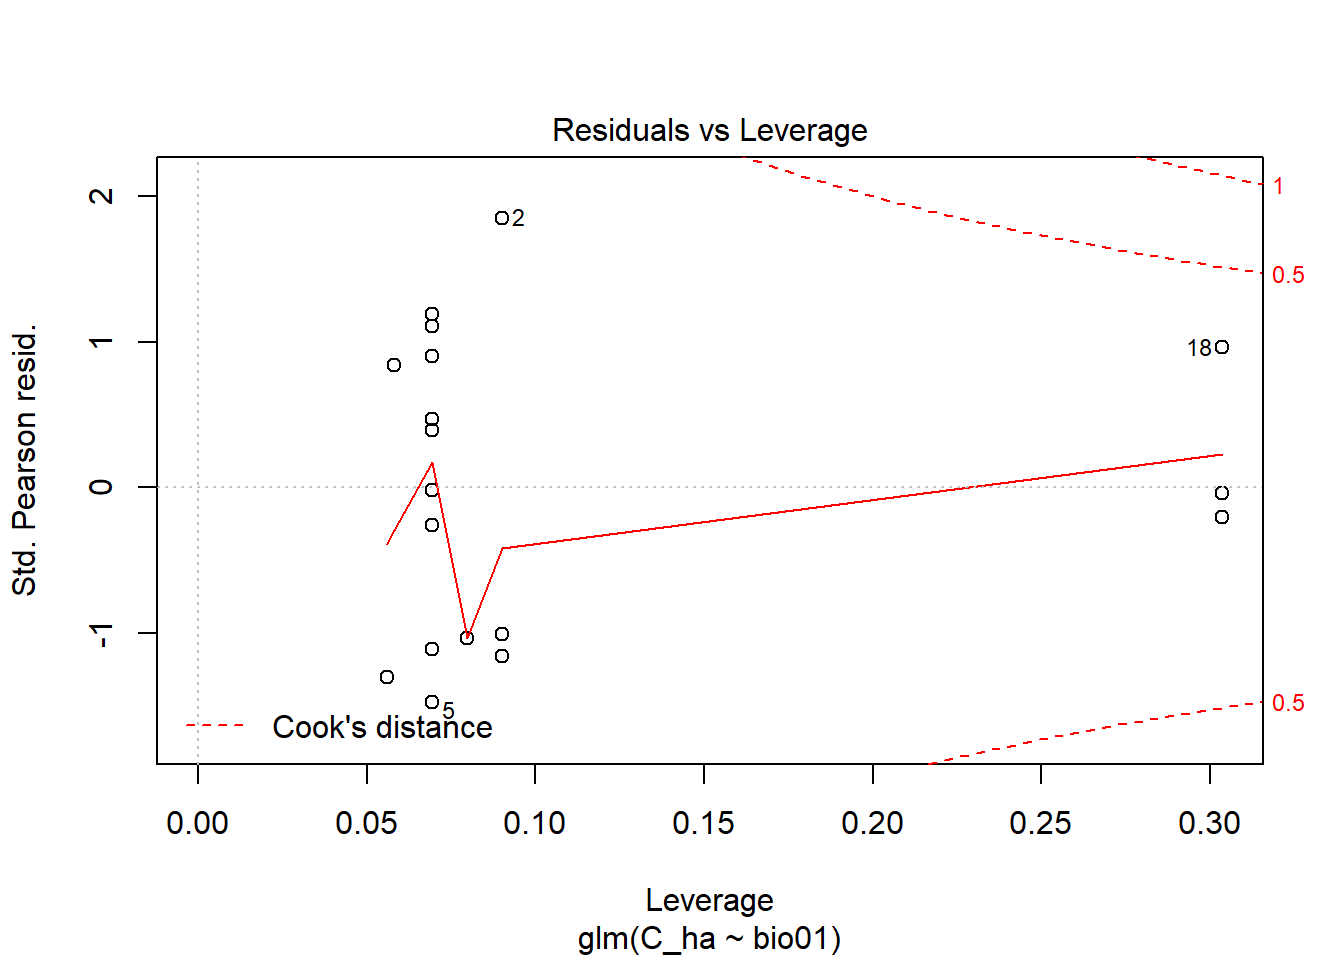 Residuals vs Leverage
Std. Pearson resid.
2
1
0
-1
2
18
5
1
0.5
0.5
Cook's distance
0.00 0.05 0.10 0.15 0.20 0.25 0.30
Leverage
glm(C_ha ~ bio01)